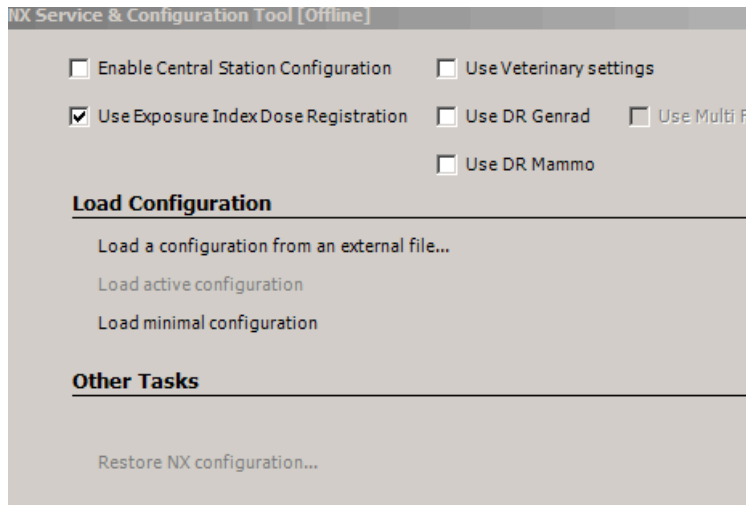 NX Service & Configuration Tool [Offline]
Enable Central Station Configuration Use Veterinary settings
Use Exposure Index Dose Registration Use DR Genrad Use Multi
Use DR Mammo
Load Configuration
Load a configuration from an external file...
Load active configuration
Load minimal configuration
Other Tasks
Restore NX configuration...